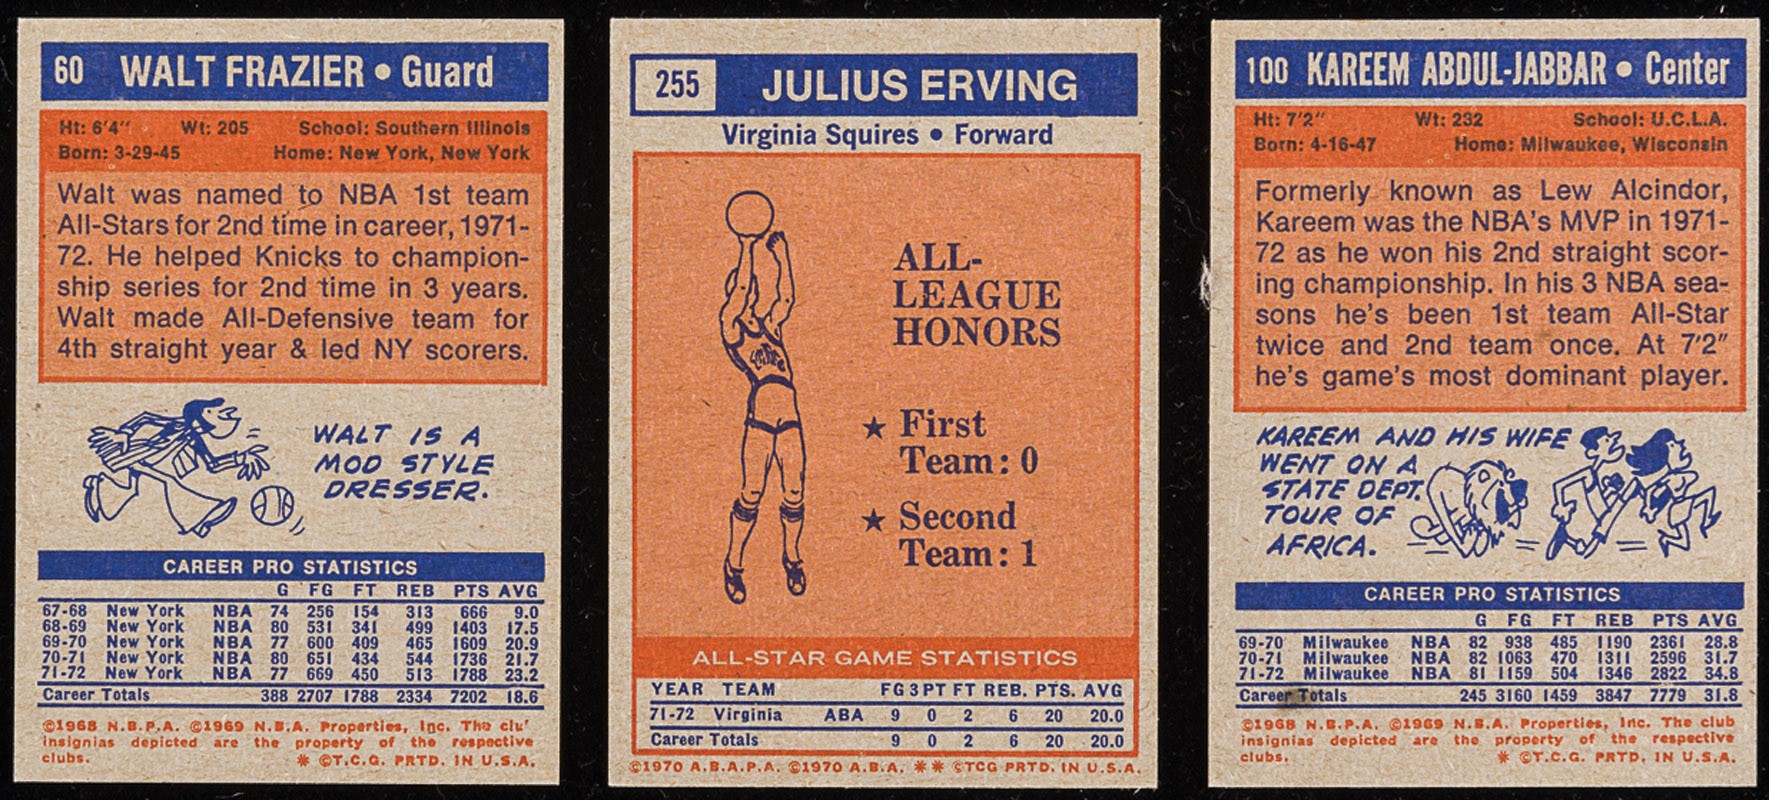 60 WALT FRAZIER • Guard
Ht: 6'4" Wt: 205 School: Southern Illinois
Born: 3-29-45 Home: New York, New York
Walt was named to NBA 1st team
All-Stars for 2nd time in career, 1971-
72. He helped Knicks to champion-
ship series for 2nd time in 3 years.
Walt made All-Defensive team for
4th straight year & led NY scorers.
WALT IS A
MOD STYLE
DRESSER.
CAREER PRO STATISTICS
G FG FT REB PTS AVG
67-68 New York NBA 74 256 154 313 666 9.0
68-69 New York NBA 80 531 341 499 1403 17.5
69-70 New York NBA 77 600 409 465 1609 20.9
70-71 New York NBA 80 651 434 544 1736 21.7
71-72 New York NBA 77 669 450 513 1788 23.2
Career Totals 388 2707 1788 2334 7202 18.6
©1968 N.B.P.A. ©1969 N.B.A. Properties, Inc. The clu'
insignias depicted are the property of the respective
clubs. * ©T.C.G. PRTD. IN U.S.A.
255 JULIUS ERVING
Virginia Squires • Forward
ALL-
LEAGUE
HONORS
★ First
Team: 0
★ Second
Team: 1
ALL-STAR GAME STATISTICS
YEAR TEAM FG 3PT FT REB. PTS. AVG
71-72 Virginia ABA 9 0 2 6 20 20.0
Career Totals 9 0 2 6 20 20.0
©1970 A.B.A.P.A. ©1970 A.B.A. ** ©TCG PRTD. IN U.S.A.
100 KAREEM ABDUL-JABBAR • Center
Ht: 7'2" Wt: 232 School: U.C.L.A.
Born: 4-16-47 Home: Milwaukee, Wisconsin
Formerly known as Lew Alcindor,
Kareem was the NBA's MVP in 1971-
72 as he won his 2nd straight scor-
ing championship. In his 3 NBA sea-
sons he's been 1st team All-Star
twice and 2nd team once. At 7'2"
he's game's most dominant player.
KAREEM AND HIS WIFE
WENT ON A
STATE DEPT.
TOUR OF
AFRICA.
CAREER PRO STATISTICS
G FG FT REB PTS AVG
69-70 Milwaukee NBA 82 938 485 1190 2361 28.8
70-71 Milwaukee NBA 82 1063 470 1311 2596 31.7
71-72 Milwaukee NBA 81 1159 504 1346 2822 34.8
Career Totals 245 3160 1459 3847 7779 31.8
©1968 N.B.P.A. ©1969 N.B.A. Properties, Inc. The club
insignias depicted are the property of the respective
clubs. * ©T.C.G. PRTD. IN U.S.A.